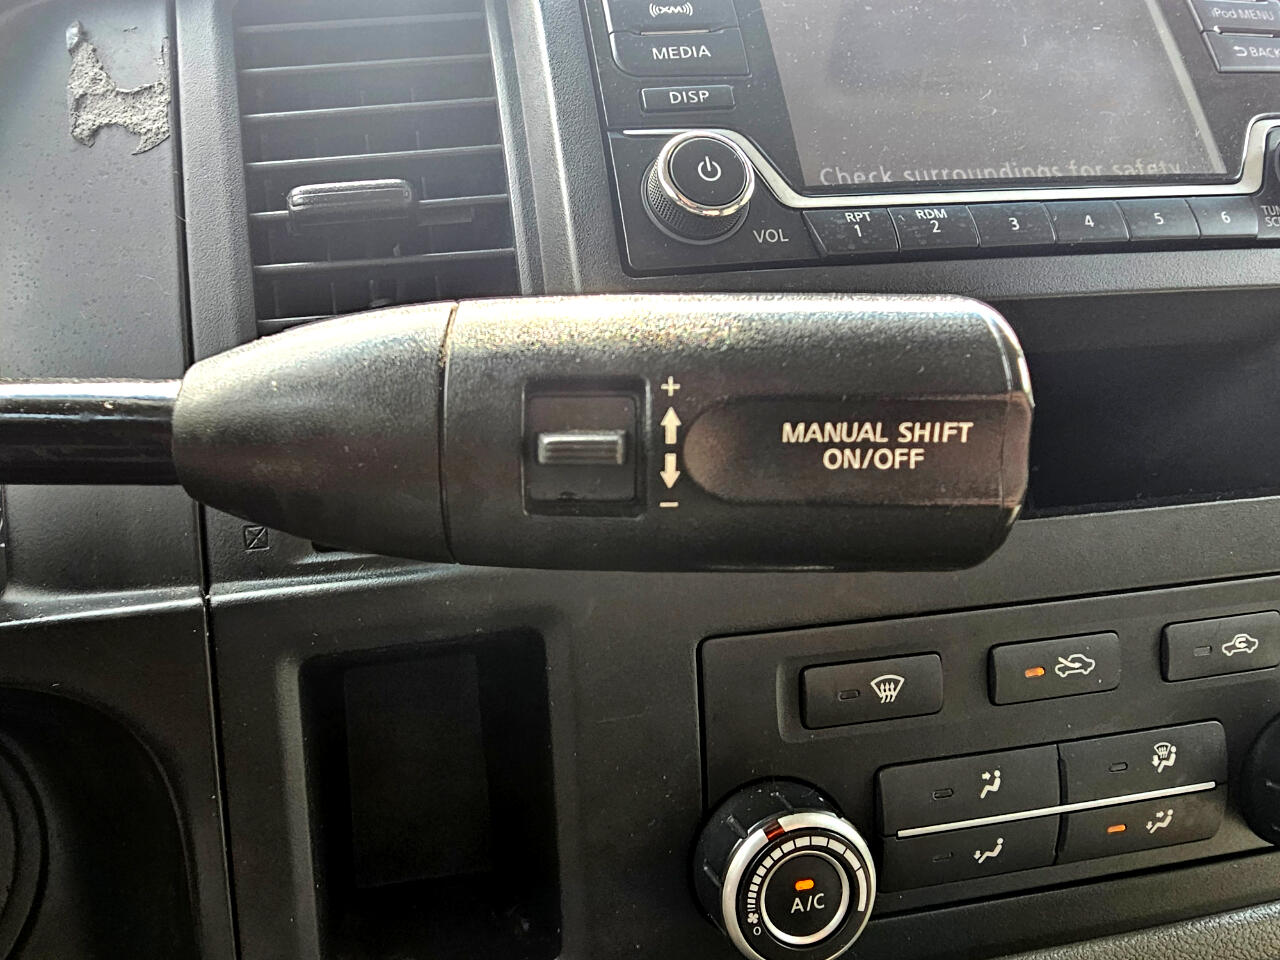 ((XM))
iPod MENU
MEDIA
BACK
DISP
Check surroundings for safety
VOL
RPT
1
RDM
2
3
4
5
6
+
MANUAL SHIFT
ON/OFF
−
A/C
0